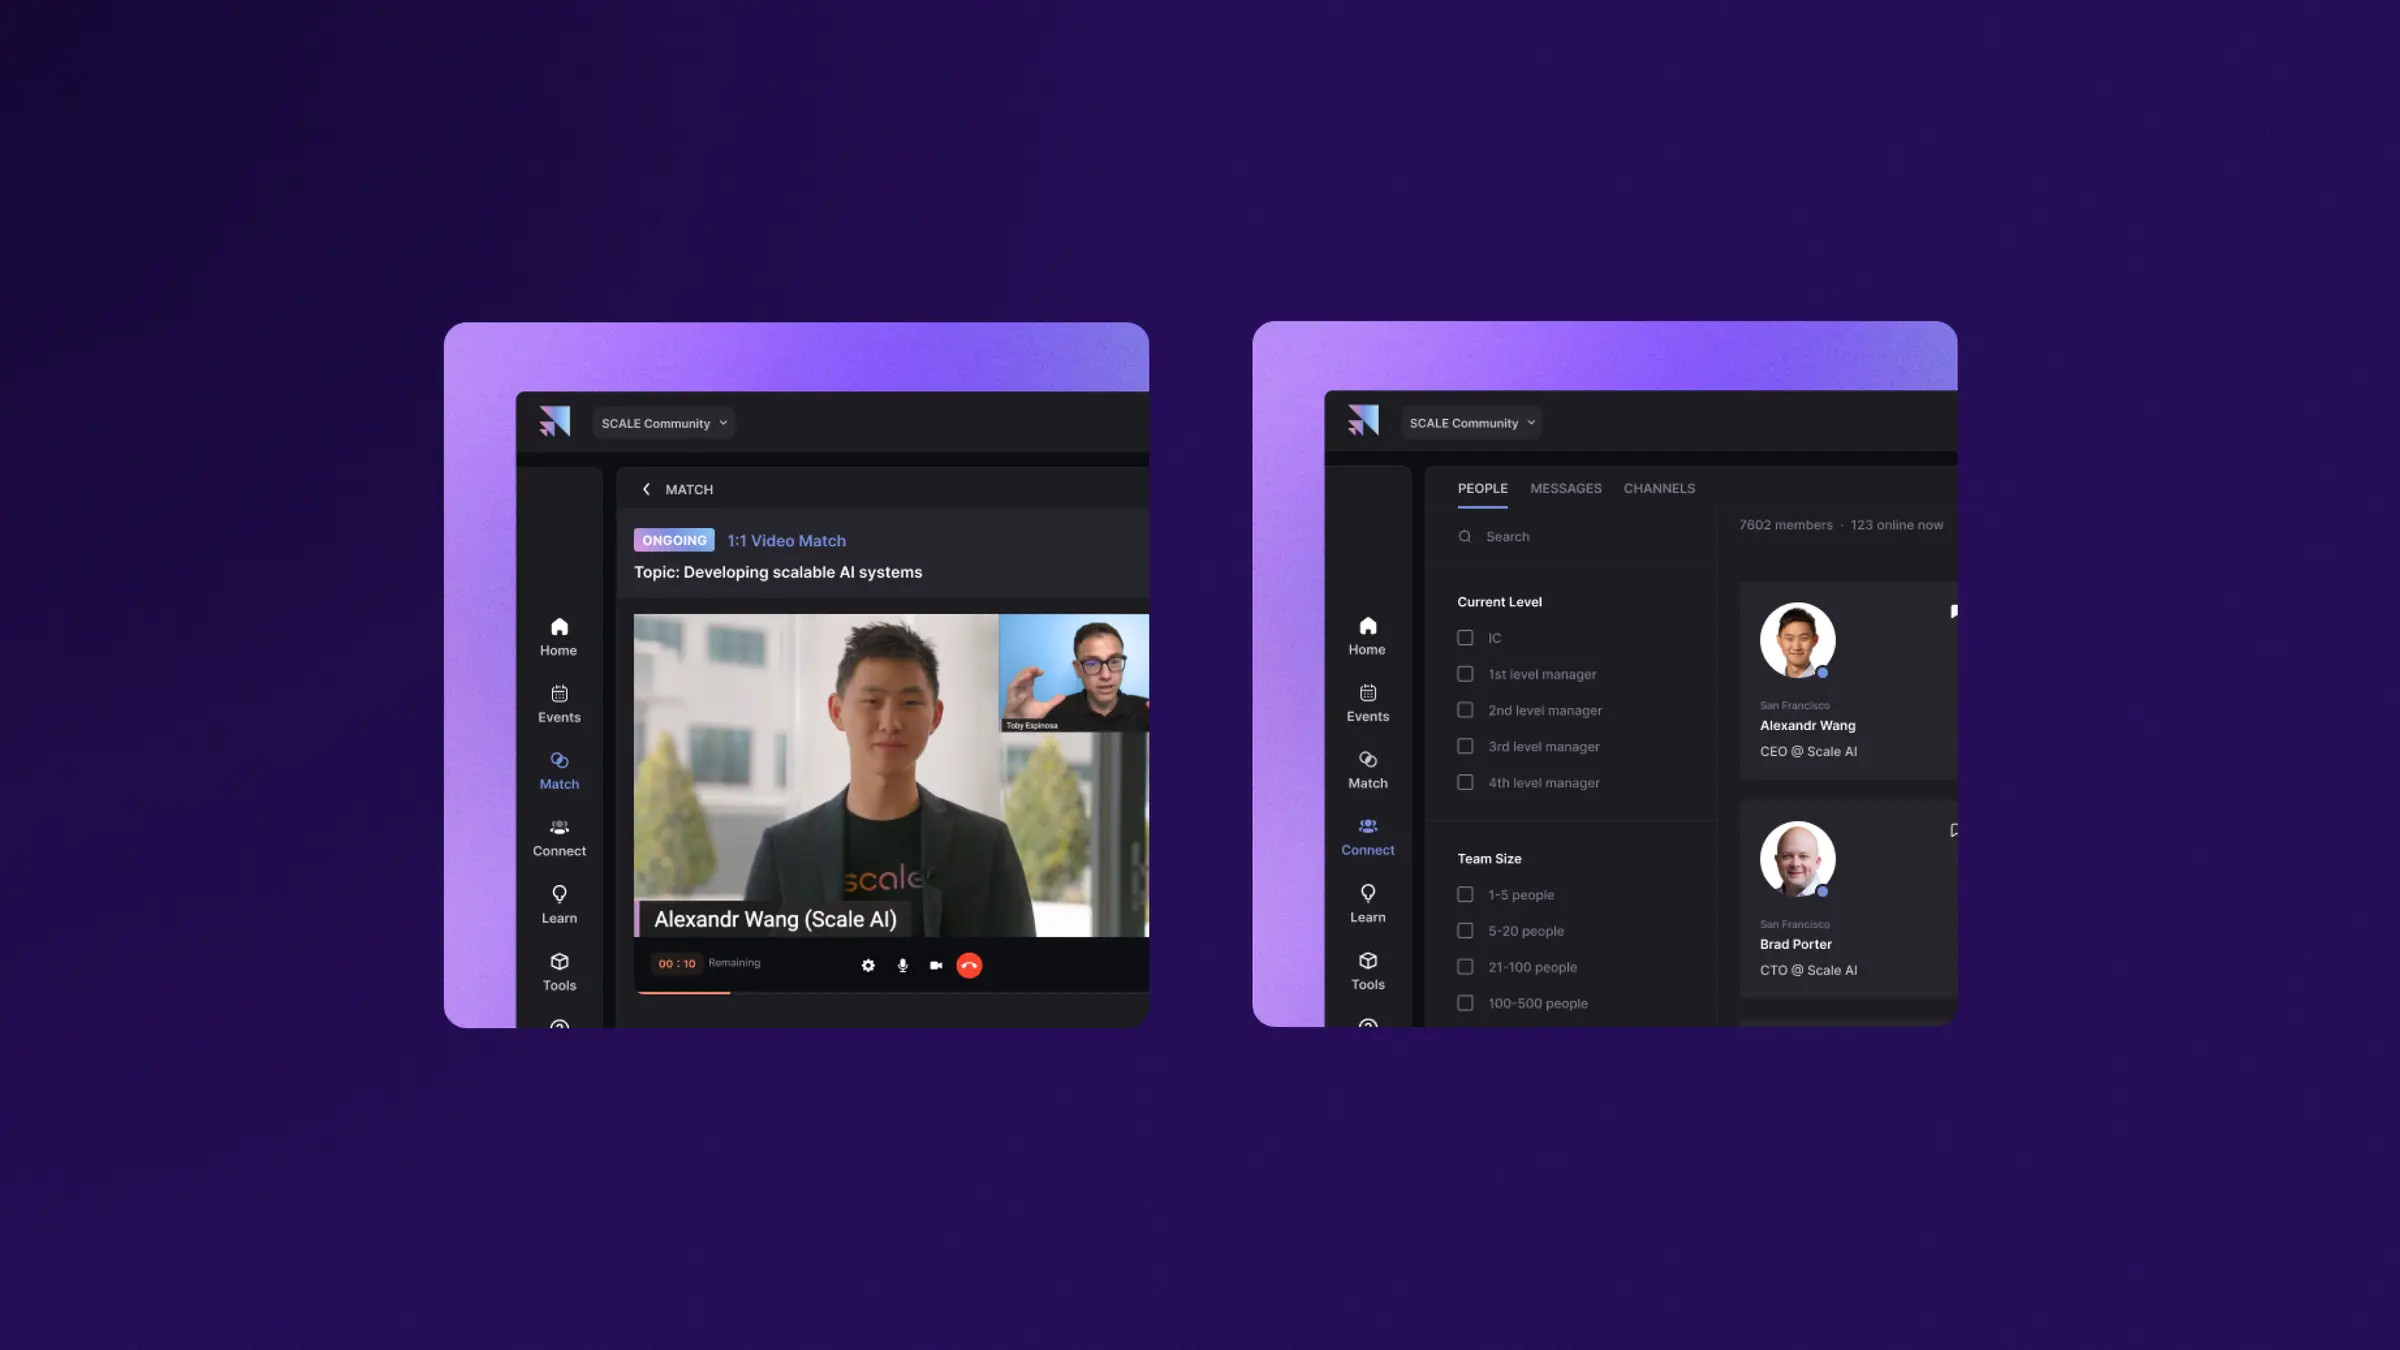 SCALE Community
MATCH
ONGOING 1:1 Video Match
Topic: Developing scalable AI systems
Home
Events
Match
Connect
Learn
Tools
Toby Espinosa
scale
Alexandr Wang (Scale AI)
00 : 10 Remaining
SCALE Community
PEOPLE MESSAGES CHANNELS
Search
7602 members · 123 online now
Home
Events
Match
Connect
Learn
Tools
Current Level
IC
1st level manager
2nd level manager
3rd level manager
4th level manager
Team Size
1-5 people
5-20 people
21-100 people
100-500 people
San Francisco
Alexandr Wang
CEO @ Scale AI
San Francisco
Brad Porter
CTO @ Scale AI